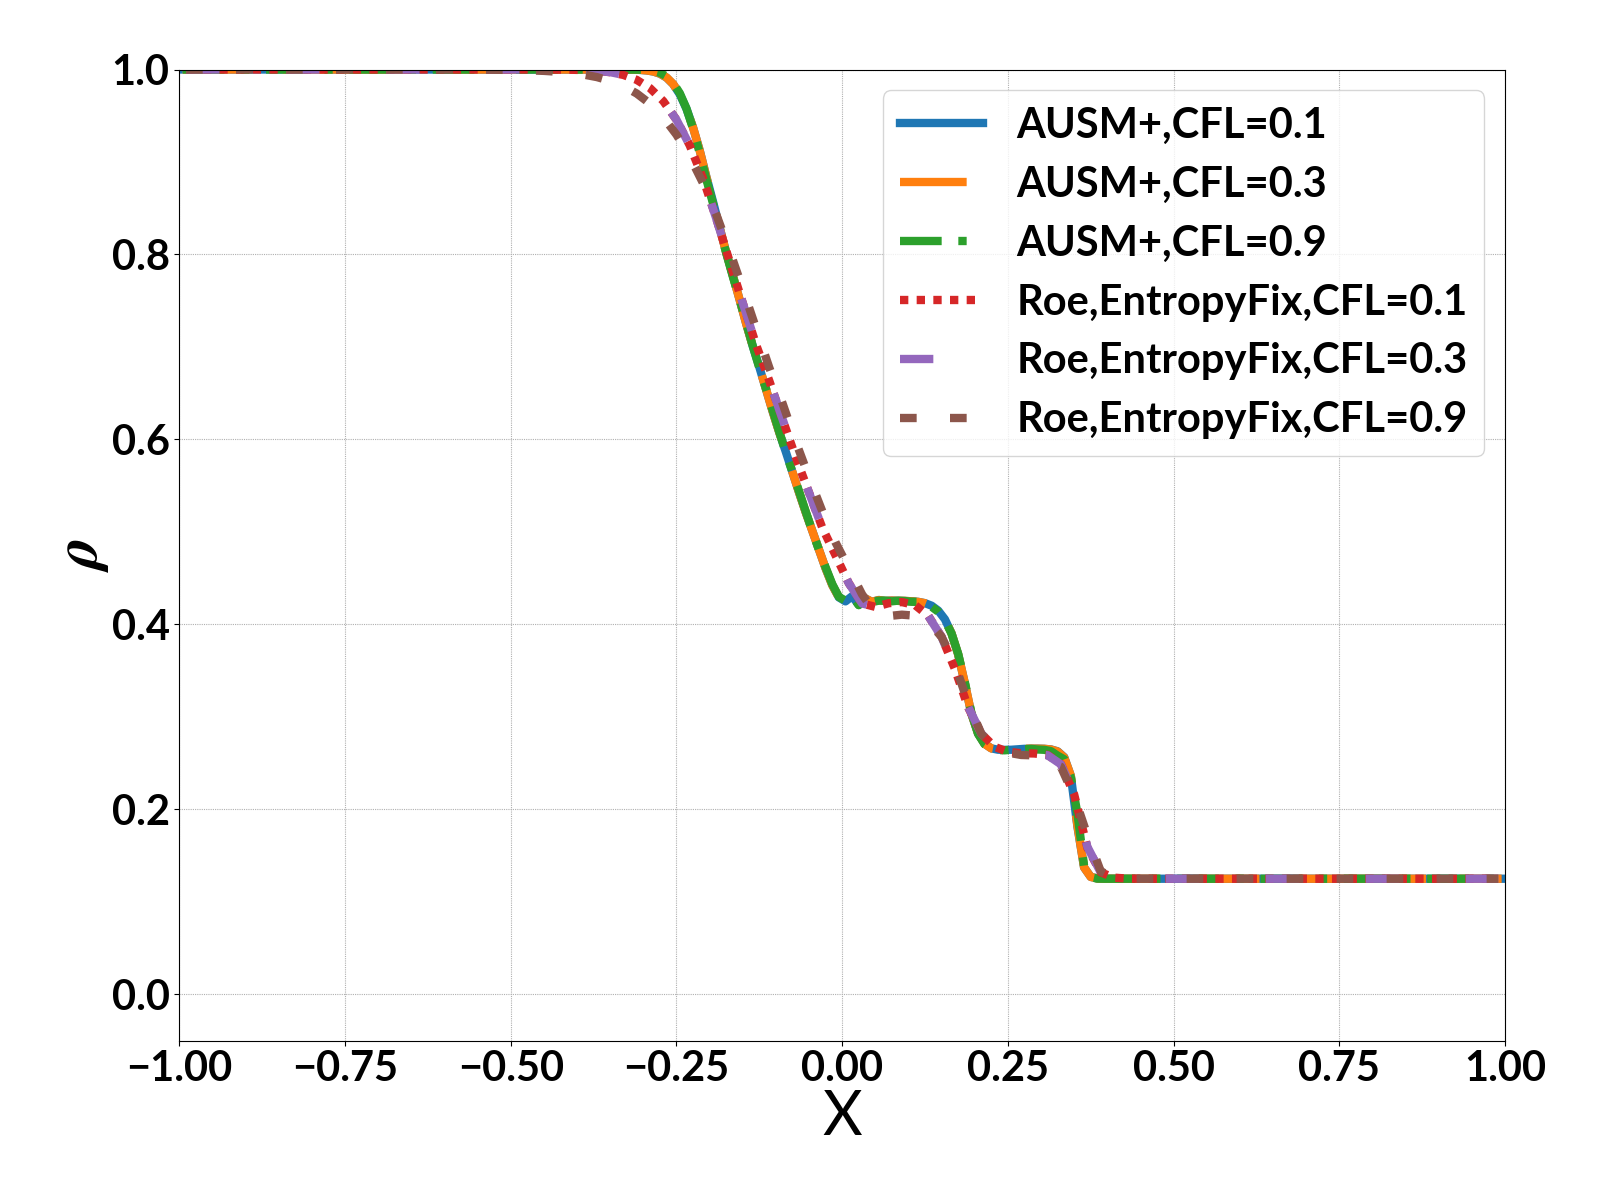 1.0
0.8
0.6
0.4
0.2
0.0
ρ
AUSM+,CFL=0.1
AUSM+,CFL=0.3
AUSM+,CFL=0.9
Roe,EntropyFix,CFL=0.1
Roe,EntropyFix,CFL=0.3
Roe,EntropyFix,CFL=0.9
−1.00 −0.75 −0.50 −0.25 0.00 0.25 0.50 0.75 1.00
X